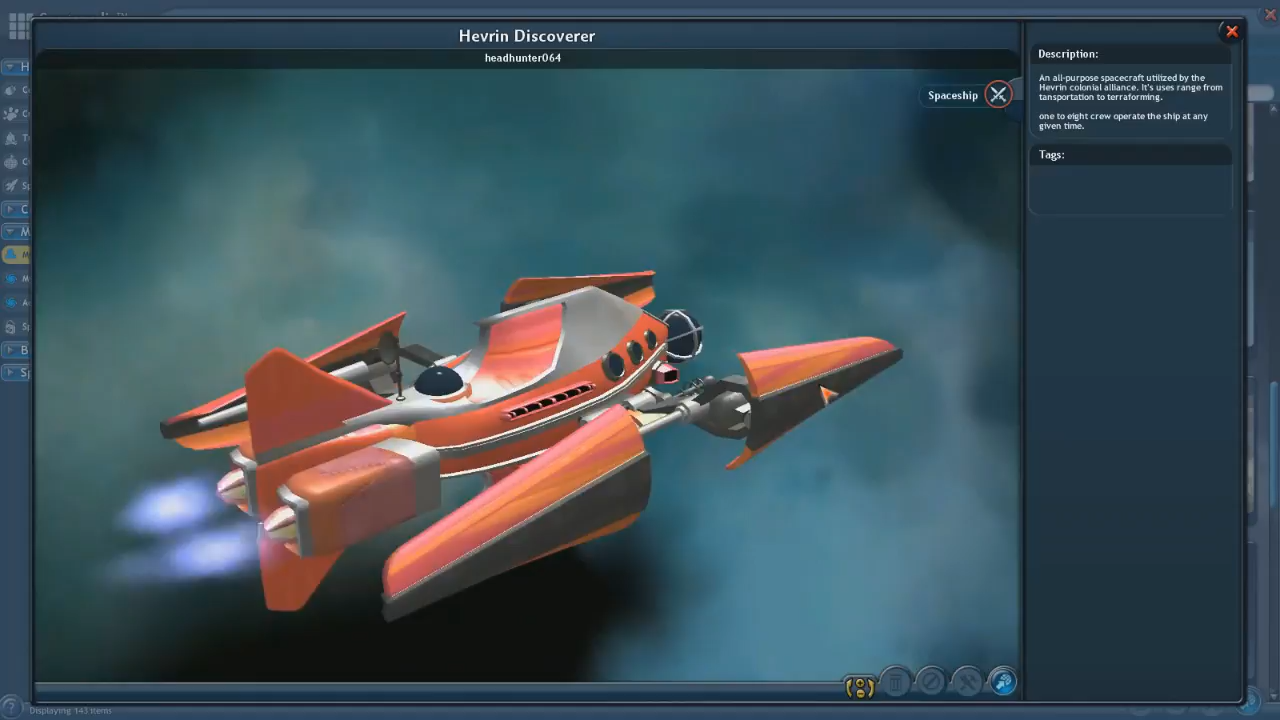 Hevrin Discoverer
headhunter064
Spaceship
Description:
An all-purpose spacecraft utilized by the
Hevrin colonial alliance. It's uses range from
tansportation to terraforming.
one to eight crew operate the ship at any
given time.
Tags:
Displaying 143 items